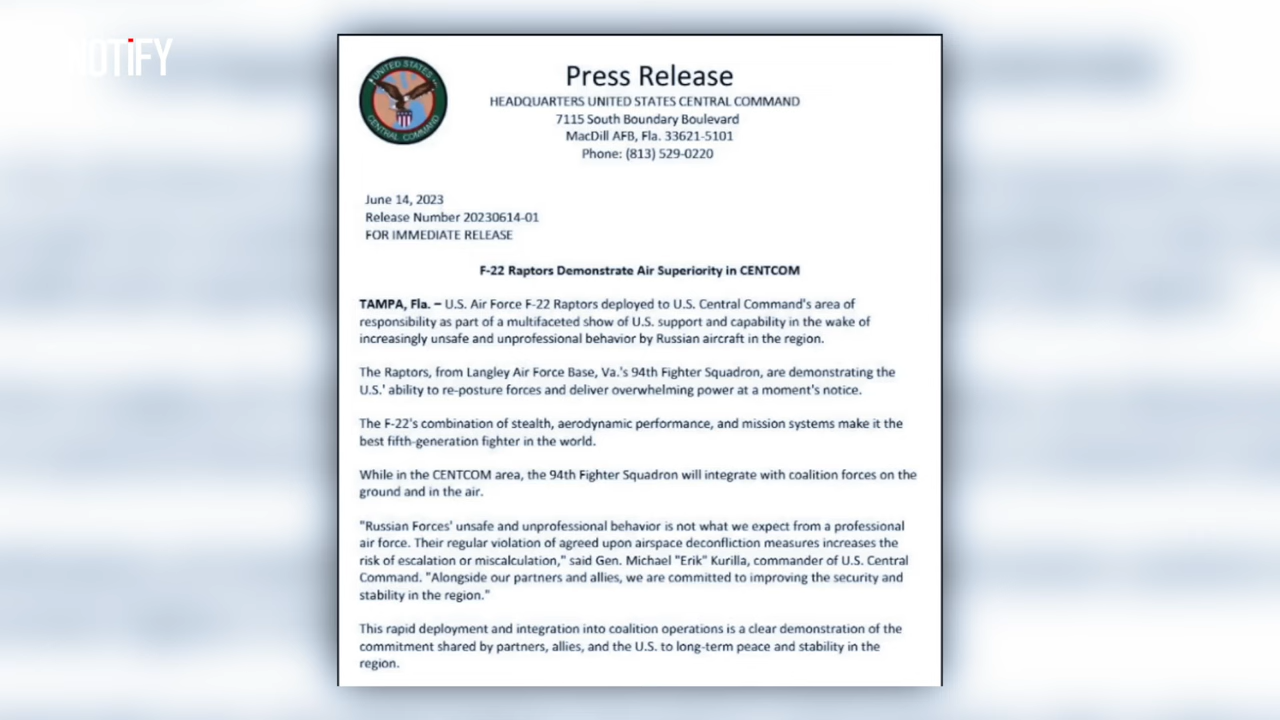 NOTiFY
UNITED STATES
CENTRAL COMMAND
Press Release
HEADQUARTERS UNITED STATES CENTRAL COMMAND
7115 South Boundary Boulevard
MacDill AFB, Fla. 33621-5101
Phone: (813) 529-0220
June 14, 2023
Release Number 20230614-01
FOR IMMEDIATE RELEASE
F-22 Raptors Demonstrate Air Superiority in CENTCOM
TAMPA, Fla. – U.S. Air Force F-22 Raptors deployed to U.S. Central Command's area of
responsibility as part of a multifaceted show of U.S. support and capability in the wake of
increasingly unsafe and unprofessional behavior by Russian aircraft in the region.
The Raptors, from Langley Air Force Base, Va.'s 94th Fighter Squadron, are demonstrating the
U.S.' ability to re-posture forces and deliver overwhelming power at a moment's notice.
The F-22's combination of stealth, aerodynamic performance, and mission systems make it the
best fifth-generation fighter in the world.
While in the CENTCOM area, the 94th Fighter Squadron will integrate with coalition forces on the
ground and in the air.
"Russian Forces' unsafe and unprofessional behavior is not what we expect from a professional
air force. Their regular violation of agreed upon airspace deconfliction measures increases the
risk of escalation or miscalculation," said Gen. Michael "Erik" Kurilla, commander of U.S. Central
Command. "Alongside our partners and allies, we are committed to improving the security and
stability in the region."
This rapid deployment and integration into coalition operations is a clear demonstration of the
commitment shared by partners, allies, and the U.S. to long-term peace and stability in the
region.